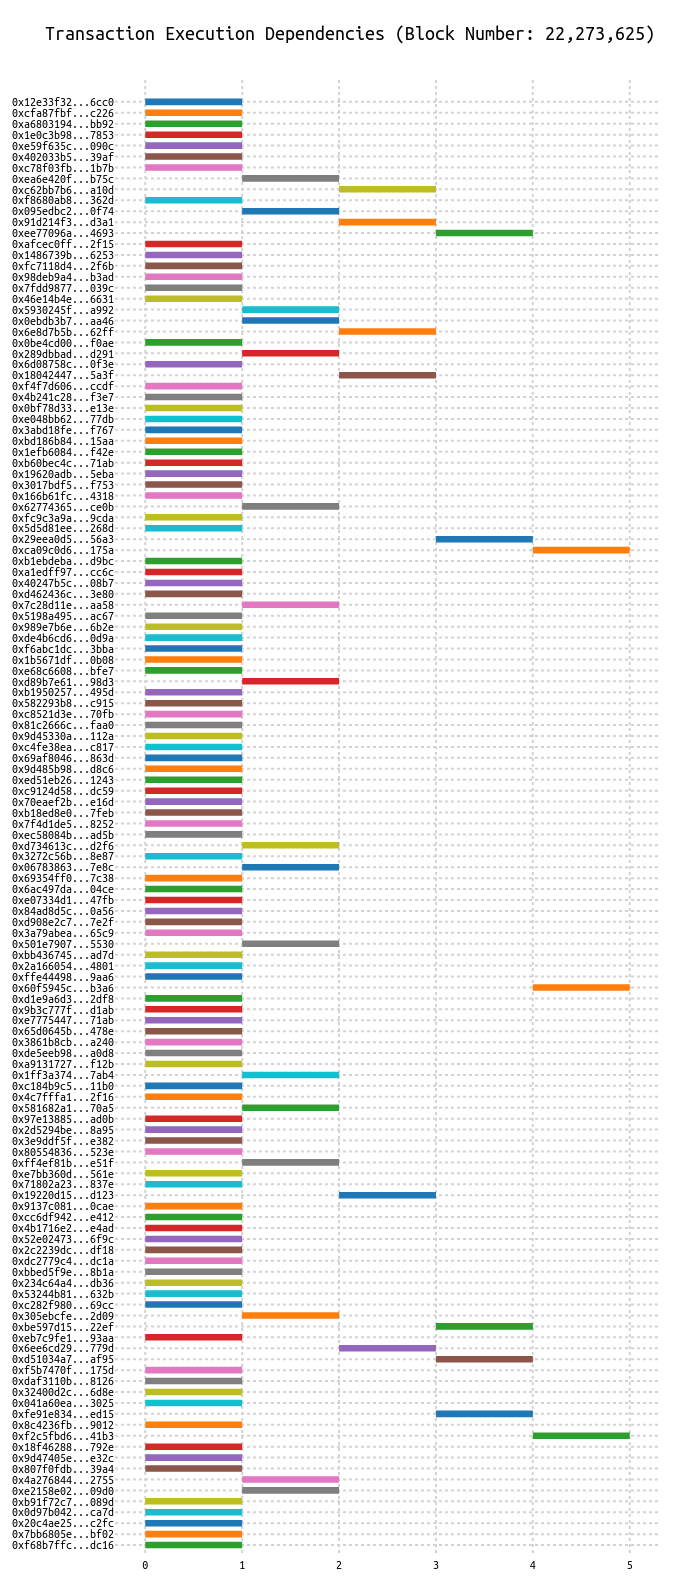 Transaction Execution Dependencies (Block Number: 22,273,625)
0x12e33f32...6cc0
0xcfa87fbf...c226
0xa6803194...bb92
0x1e0c3b98...7853
0xe59f635c...090c
0x402033b5...39af
0xc78f03fb...1b7b
0xea6e420f...b75c
0xc62bb7b6...a10d
0xf8680ab8...362d
0x095edbc2...0f74
0x91d214f3...d3a1
0xee77096a...4693
0xafcec0ff...2f15
0x1486739b...6253
0xfc7118d4...2f6b
0x98deb9a4...b3ad
0x7fdd9877...039c
0x46e14b4e...6631
0x5930245f...a992
0x0ebdb3b7...aa46
0x6e8d7b5b...62ff
0x0be4cd00...f0ae
0x289dbbad...d291
0x6d08758c...0f3e
0x18042447...5a3f
0xf4f7d606...ccdf
0x4b241c28...f3e7
0x0bf78d33...e13e
0xe048bb62...77db
0x3abd18fe...f767
0xbd186b84...15aa
0x1efb6084...f42e
0xb60bec4c...71ab
0x19620adb...5eba
0x3017bdf5...f753
0x166b61fc...4318
0x62774365...ce0b
0xfc9c3a9a...9cda
0x5d5d81ee...268d
0x29eea0d5...56a3
0xca09c0d6...175a
0xb1ebdeba...d9bc
0xa1edff97...cc6c
0x40247b5c...08b7
0xd462436c...3e80
0x7c28d11e...aa58
0x5198a495...ac67
0x989e7b6e...6b2e
0xde4b6cd6...0d9a
0xf6abc1dc...3bba
0x1b5671df...0b08
0xe68c6608...bfe7
0xd89b7e61...98d3
0xb1950257...495d
0x582293b8...c915
0xc8521d3e...70fb
0x81c2666c...faa0
0x9d45330a...112a
0xc4fe38ea...c817
0x69af8046...863d
0x9d485b98...d8c6
0xed51eb26...1243
0xc9124d58...dc59
0x70eaef2b...e16d
0xb18ed8e0...7feb
0x7f4d1de5...8252
0xec58084b...ad5b
0xd734613c...d2f6
0x3272c56b...8e87
0x06783863...7e8c
0x69354ff0...7c38
0x6ac497da...04ce
0xe07334d1...47fb
0x84ad8d5c...0a56
0xd908e2c7...7e2f
0x3a79abea...65c9
0x501e7907...5530
0xbb436745...ad7d
0x2a166054...4801
0xffe44498...9aa6
0x60f5945c...b3a6
0xd1e9a6d3...2df8
0x9b3c777f...d1ab
0xe7775447...71ab
0x65d0645b...478e
0x3861b8cb...a240
0xde5eeb98...a0d8
0xa9131727...f12b
0x1ff3a374...7ab4
0xc184b9c5...11b0
0x4c7fffa1...2f16
0x581682a1...70a5
0x97e13885...ad0b
0x2d5294be...8a95
0x3e9ddf5f...e382
0x80554836...523e
0xff4ef81b...e51f
0xe7bb360d...561e
0x71802a23...837e
0x19220d15...d123
0x9137c081...0cae
0xcc6df942...e412
0x4b1716e2...e4ad
0x52e02473...6f9c
0x2c2239dc...df18
0xdc2779c4...dc1a
0xbbed5f9e...8b1a
0x234c64a4...db36
0x53244b81...632b
0xc282f980...69cc
0x305ebcfe...2d09
0xbe597d15...22ef
0xeb7c9fe1...93aa
0x6ee6cd29...779d
0xd51034a7...af95
0xf5b7470f...175d
0xdaf3110b...8126
0x32400d2c...6d8e
0x041a60ea...3025
0xfe91e834...ed15
0x8c4236fb...9012
0xf2c5fbd6...41b3
0x18f46288...792e
0x9d47405e...e32c
0x807f0fdb...39a4
0x4a276844...2755
0xe2158e02...09d0
0xb91f72c7...089d
0x0d97b042...ca7d
0x20c4ae25...c2fc
0x7bb6805e...bf02
0xf68b7ffc...dc16
0 1 2 3 4 5